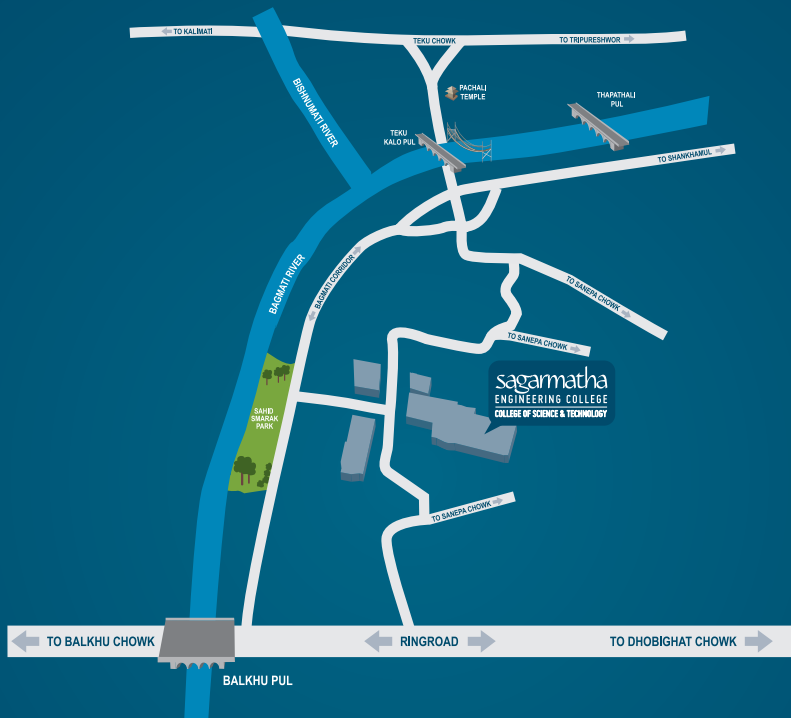 TO KALIMATI
TEKU CHOWK
TO TRIPURESHWOR
BISHNUMATI RIVER
PACHALI
TEMPLE
THAPATHALI
PUL
TEKU
KALO PUL
TO SHANKHAMUL
BAGMATI RIVER
BAGMATI CORRIDOR
TO SANEPA CHOWK
TO SANEPA CHOWK
sagarmatha
ENGINEERING COLLEGE
COLLEGE OF SCIENCE & TECHNOLOGY
SAHID
SMARAK
PARK
TO SANEPA CHOWK
TO BALKHU CHOWK
RINGROAD
TO DHOBIGHAT CHOWK
BALKHU PUL